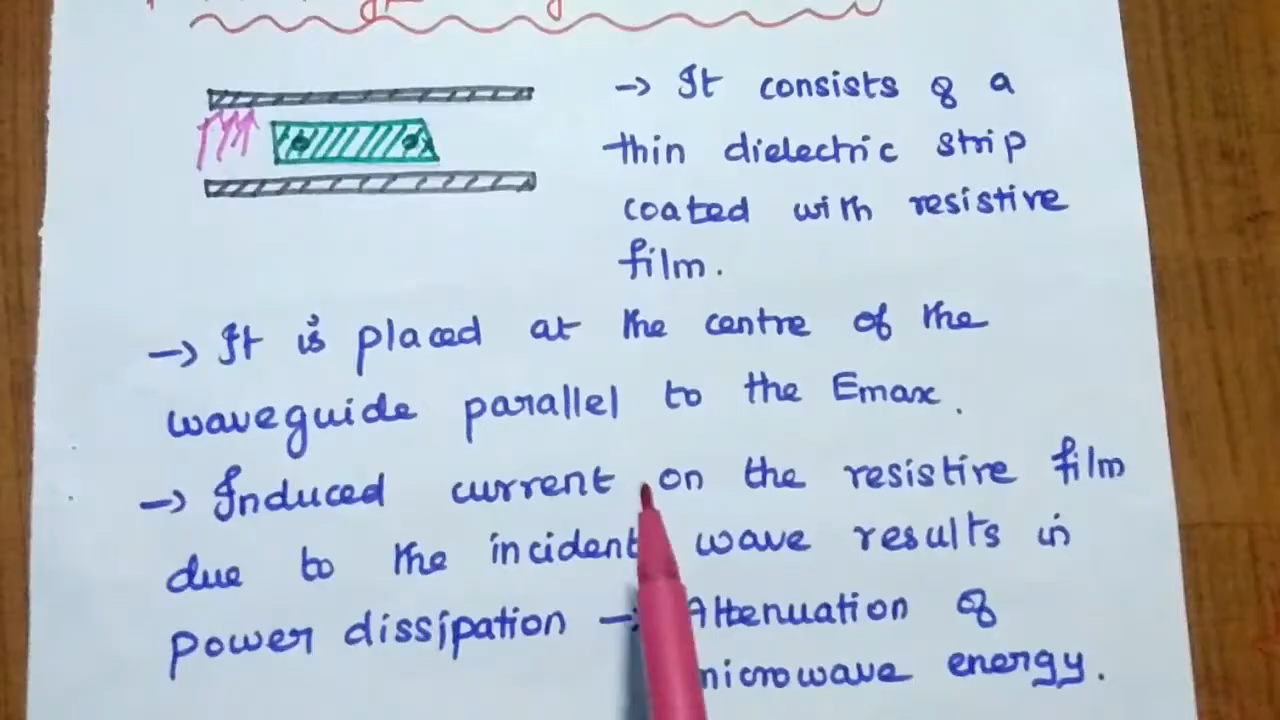 → It consists of a
thin dielectric strip
coated with resistive
film.
→ It is placed at the centre of the
waveguide parallel to the Emax.
→ Induced current on the resistive film
due to the incident wave results in
power dissipation → Attenuation of
microwave energy.